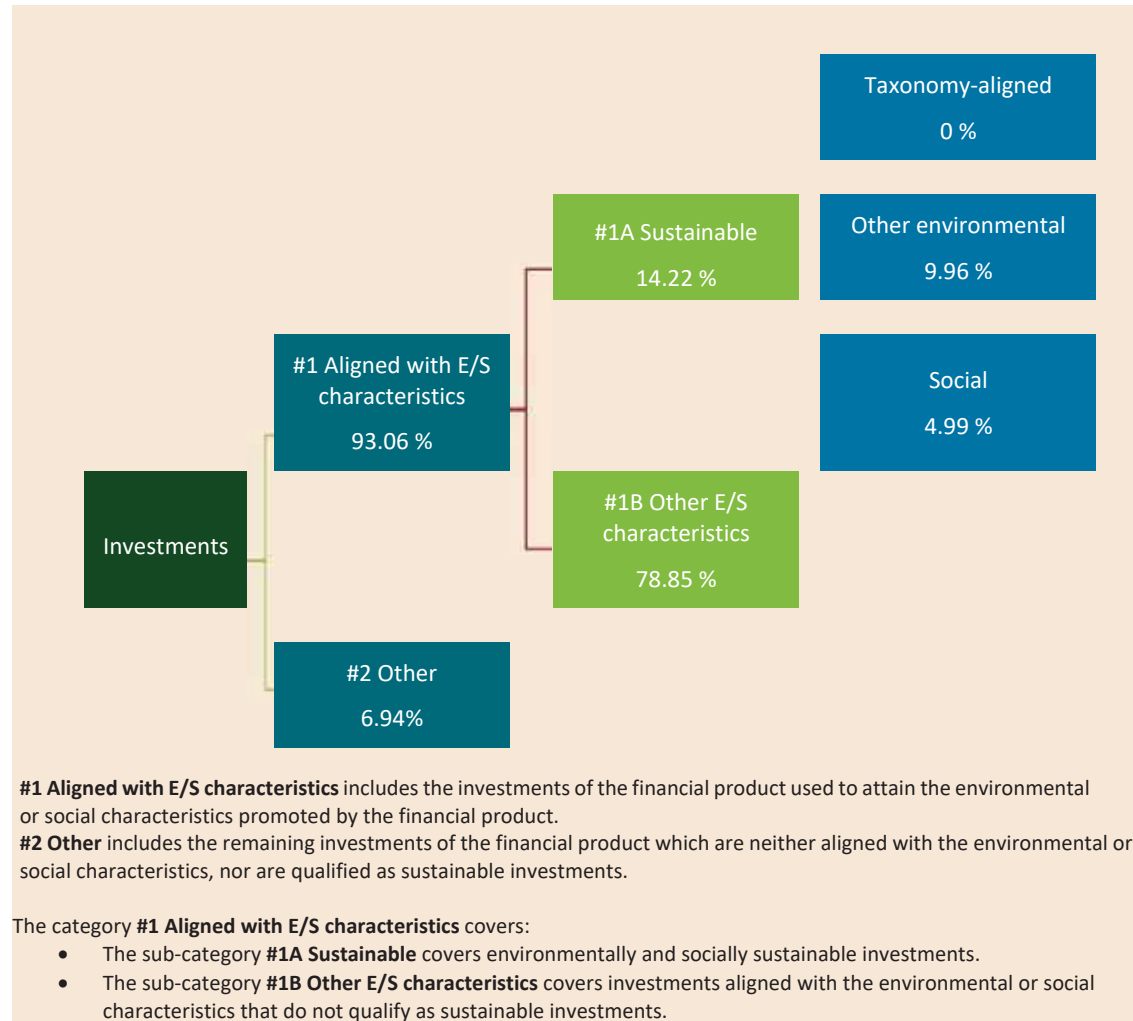 Taxonomy-aligned
0 %
#1A Sustainable
14.22 %
Other environmental
9.96 %
#1 Aligned with E/S
characteristics
93.06 %
Social
4.99 %
Investments
#1B Other E/S
characteristics
78.85 %
#2 Other
6.94%
#1 Aligned with E/S characteristics includes the investments of the financial product used to attain the environmental
or social characteristics promoted by the financial product.
#2 Other includes the remaining investments of the financial product which are neither aligned with the environmental or
social characteristics, nor are qualified as sustainable investments.
The category #1 Aligned with E/S characteristics covers:
• The sub-category #1A Sustainable covers environmentally and socially sustainable investments.
• The sub-category #1B Other E/S characteristics covers investments aligned with the environmental or social
characteristics that do not qualify as sustainable investments.